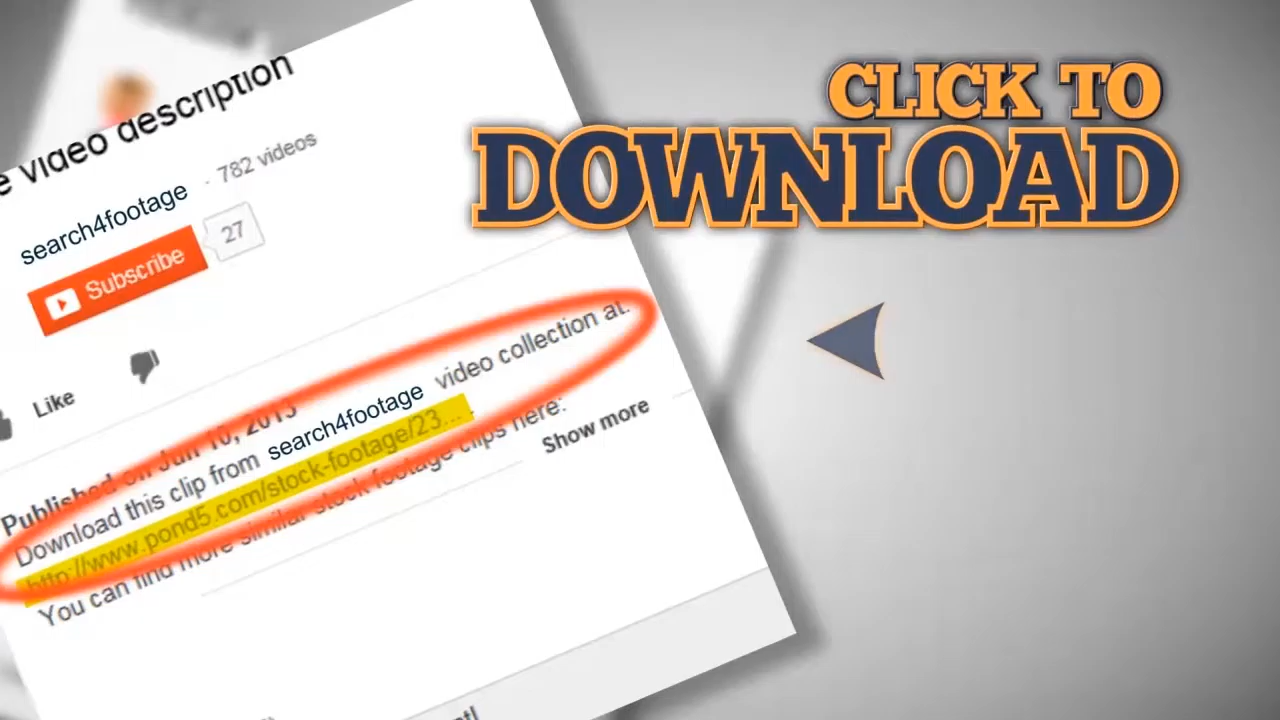 CLICK TO
DOWNLOAD
e video description
search4footage · 782 videos
Subscribe 27
Like
Published on Jun 10, 2013
Download this clip from search4footage video collection at:
http://www.pond5.com/stock-footage/23...
You can find more similar stock footage clips here:
Show more